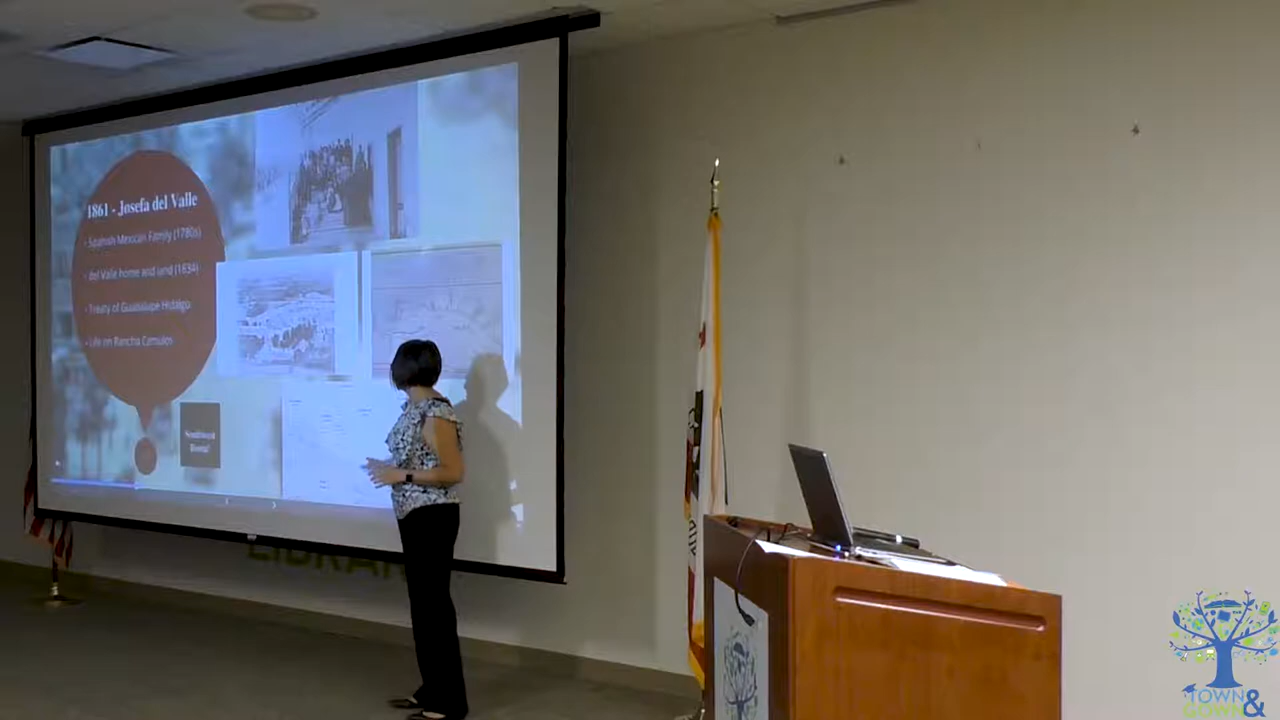 1861 - Josefa del Valle
- Spanish Mexican Family (1780s)
- del Valle home and land (1834)
- Treaty of Guadalupe Hidalgo
- Life on Rancho Camulos
LIBRAR
TOWN &
GOWN